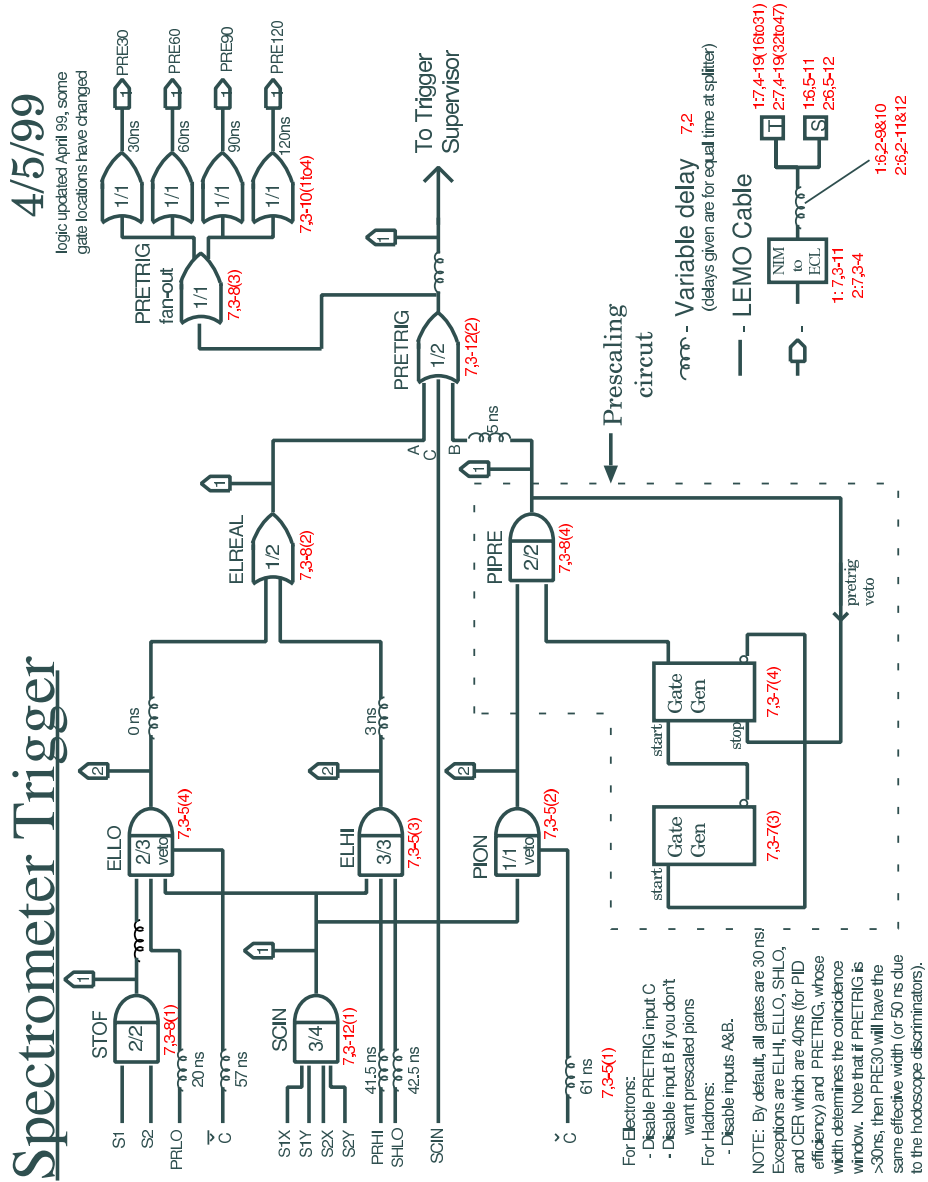 Spectrometer Trigger
4/5/99
logic updated April 99, some
gate locations have changed
S1
S2
PRLO
20 ns
C
57 ns
STOF
2/2
7,3-8(1)
1
ELLO
2/3
veto
7,3-5(4)
2
0 ns
S1X
S1Y
S2X
S2Y
SCIN
3/4
7,3-12(1)
1
PRHI
41.5 ns
SHLO
42.5 ns
SCIN
ELHI
3/3
7,3-5(3)
2
3 ns
ELREAL
1/2
7,3-8(2)
1
Č
61 ns
7,3-5(1)
PION
1/1
veto
7,3-5(2)
2
PIPRE
2/2
7,3-8(4)
1
5 ns
A
C
B
PRETRIG
1/2
7,3-12(2)
1
To Trigger
Supervisor
PRETRIG
fan-out
1/1
7,3-8(3)
1/1
30ns
1
PRE30
1/1
60ns
1
PRE60
1/1
90ns
1
PRE90
1/1
120ns
1
PRE120
7,3-10(1to4)
start
Gate
Gen
7,3-7(3)
start
stop
Gate
Gen
7,3-7(4)
pretrig
veto
Prescaling
circut
- Variable delay 7,2
(delays given are for equal time at splitter)
- LEMO Cable
-
NIM
to
ECL
1: 7,3-11
2:7,3-4
T
1:7,4-19(16to31)
2:7,4-19(32to47)
S
1:6,5-11
2:6,5-12
1:6,2-9&10
2:6,2-11&12
For Electrons:
- Disable PRETRIG input C
- Disable input B if you don't
want prescaled pions
For Hadrons:
- Disable inputs A&B.
NOTE: By default, all gates are 30 ns.
Exceptions are ELHI, ELLO, SHLO,
and CER which are 40ns (for PID
efficiency) and PRETRIG, whose
width determines the coincidence
window. Note that if PRETRIG is
>30ns, then PRE30 will have the
same effective width (or 50 ns due
to the hodoscope discriminators).